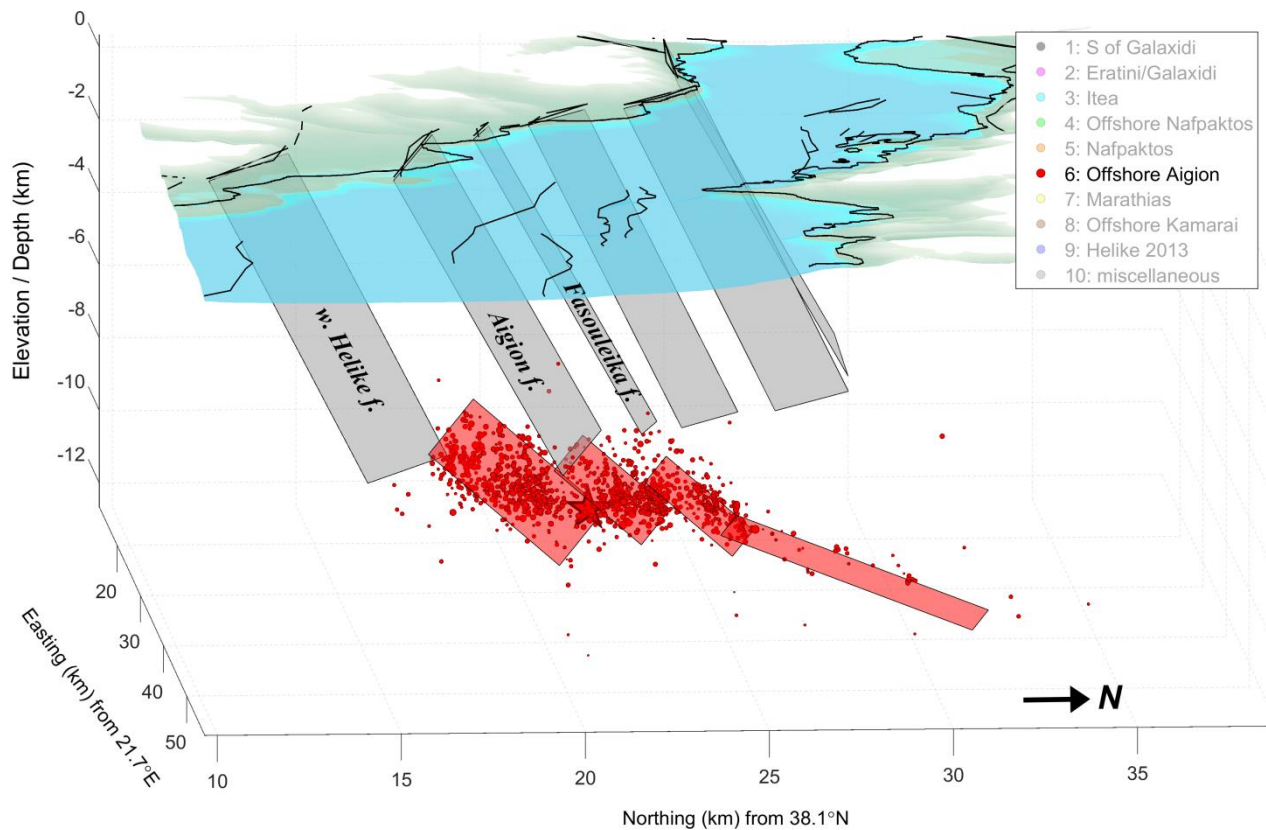 0
-2
-4
-6
-8
-10
-12
Elevation / Depth (km)
1: S of Galaxidi
2: Eratini/Galaxidi
3: Itea
4: Offshore Nafpaktos
5: Nafpaktos
6: Offshore Aigion
7: Marathias
8: Offshore Kamarai
9: Helike 2013
10: miscellaneous
w. Helike f.
Aigion f.
Fasouleika f.
N
20
30
40
50
Easting (km) from 21.7°E
10
15
20
25
30
35
Northing (km) from 38.1°N